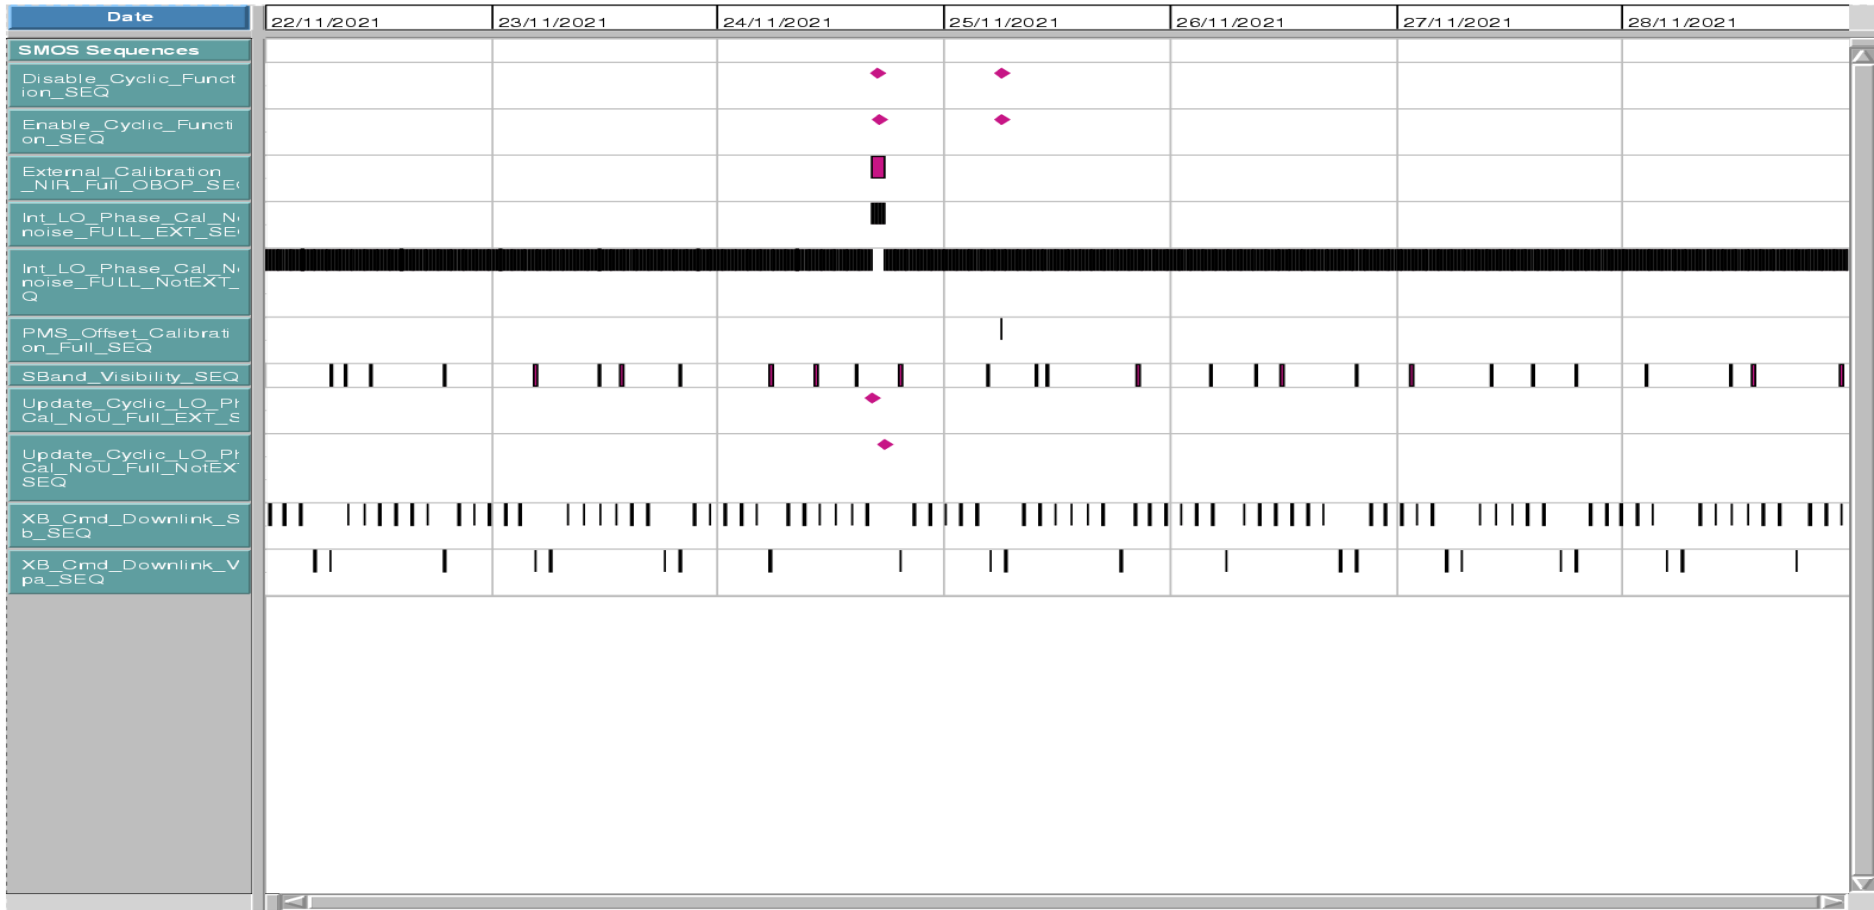 Date
22/11/2021 23/11/2021 24/11/2021 25/11/2021 26/11/2021 27/11/2021 28/11/2021
SMOS Sequences
Disable_Cyclic_Funct
ion_SEQ
Enable_Cyclic_Functi
on_SEQ
External_Calibration
_NIR_Full_OBOP_SE
Int_LO_Phase_Cal_N
noise_FULL_EXT_SE
Int_LO_Phase_Cal_N
noise_FULL_NotEXT_
Q
PMS_Offset_Calibrati
on_Full_SEQ
SBand_Visibility_SEQ
Update_Cyclic_LO_P
Cal_NoU_Full_EXT_S
Update_Cyclic_LO_P
Cal_NoU_Full_NotEX
SEQ
XB_Cmd_Downlink_S
b_SEQ
XB_Cmd_Downlink_V
pa_SEQ